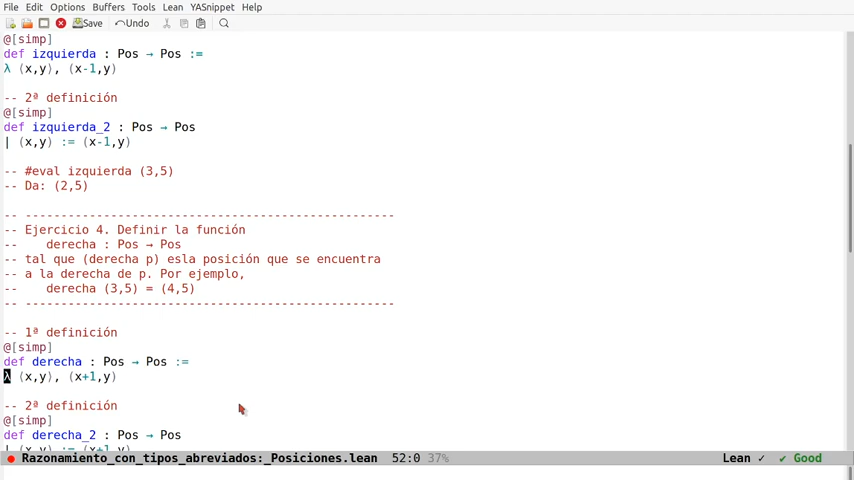 File Edit Options Buffers Tools Lean YASnippet Help
Save Undo
@[simp]
def izquierda : Pos → Pos :=
λ ⟨x,y⟩, (x-1,y)
-- 2ª definición
@[simp]
def izquierda_2 : Pos → Pos
| (x,y) := (x-1,y)
-- #eval izquierda (3,5)
-- Da: (2,5)
-- ---------------------------------------------------
-- Ejercicio 4. Definir la función
-- derecha : Pos → Pos
-- tal que (derecha p) esla posición que se encuentra
-- a la derecha de p. Por ejemplo,
-- derecha (3,5) = (4,5)
-- ---------------------------------------------------
-- 1ª definición
@[simp]
def derecha : Pos → Pos :=
λ ⟨x,y⟩, (x+1,y)
-- 2ª definición
@[simp]
def derecha_2 : Pos → Pos
| (x,y) := (x+1,y)
Razonamiento_con_tipos_abreviados:_Posiciones.lean 52:0 37% Lean ✓ ✔ Good